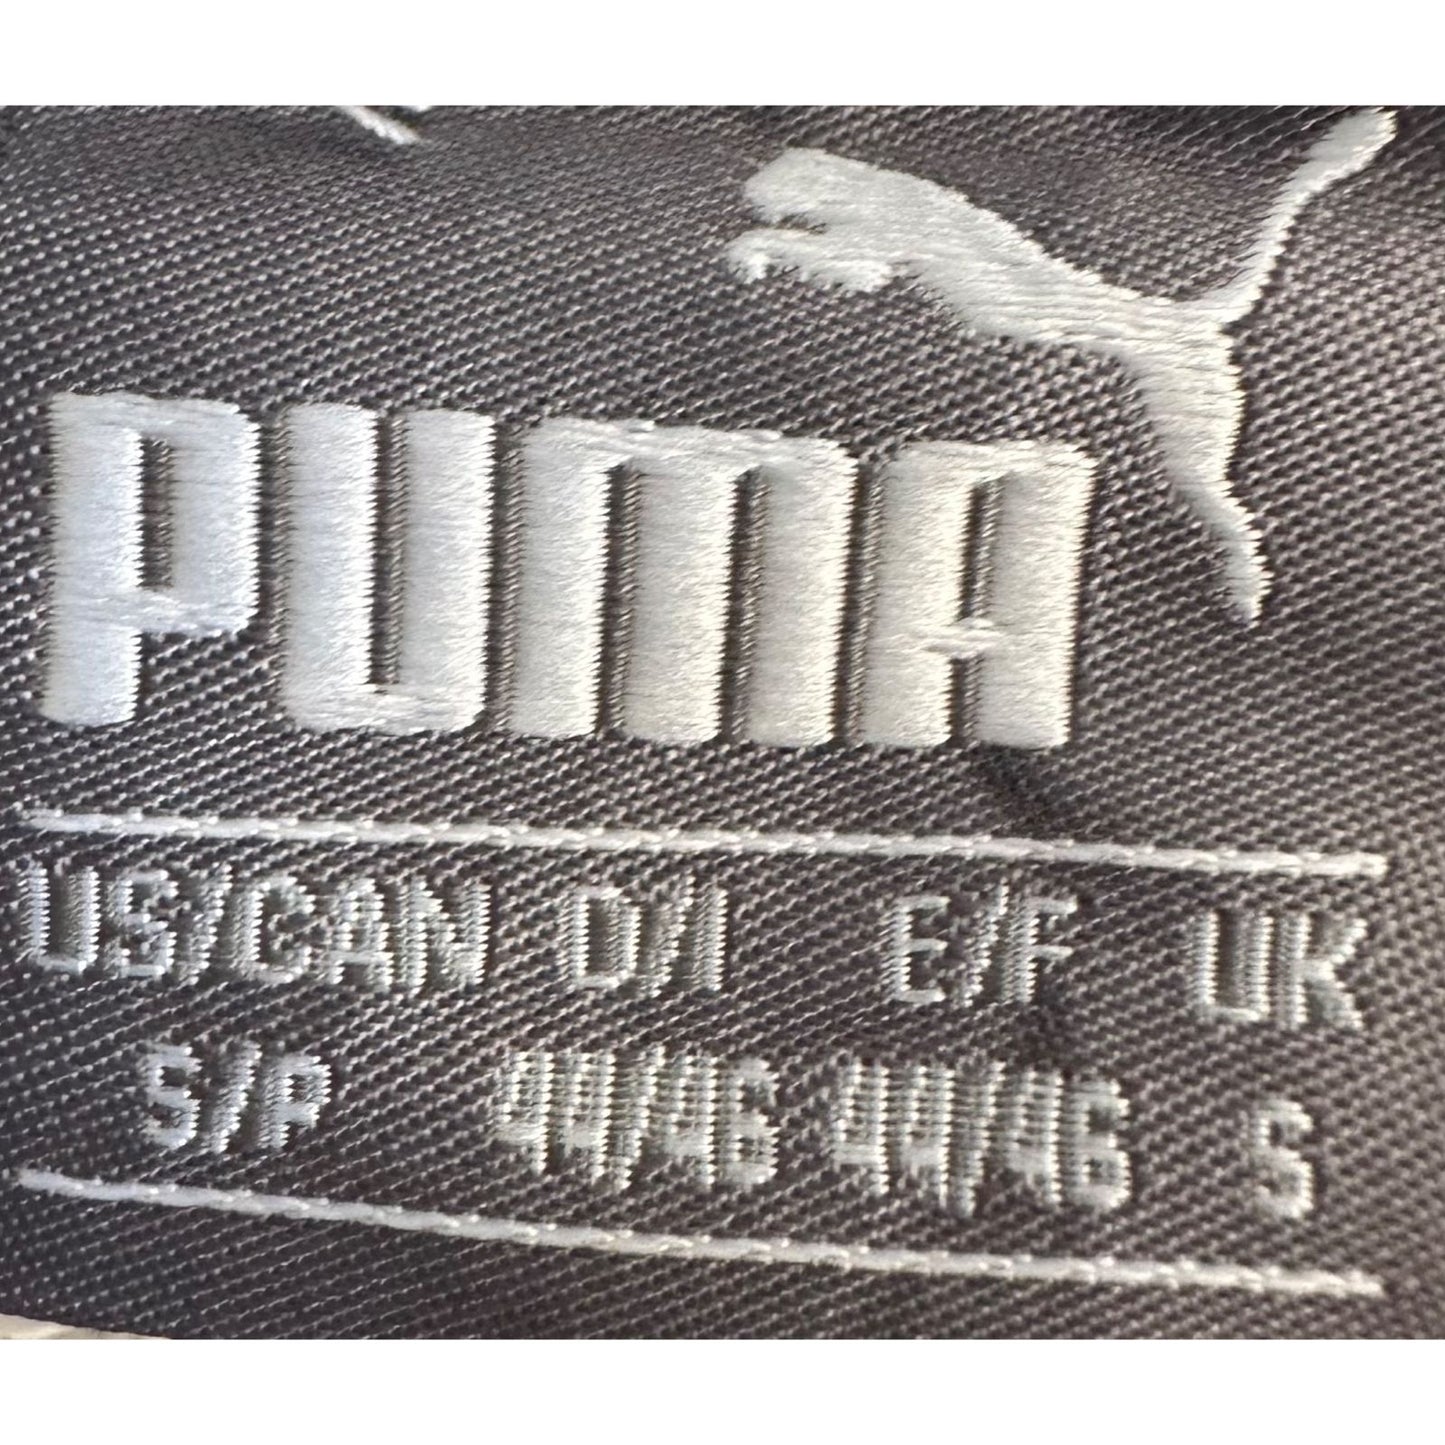 PUMA
US/CAN D/I E/F UK
S/P 44/46 44/46 S